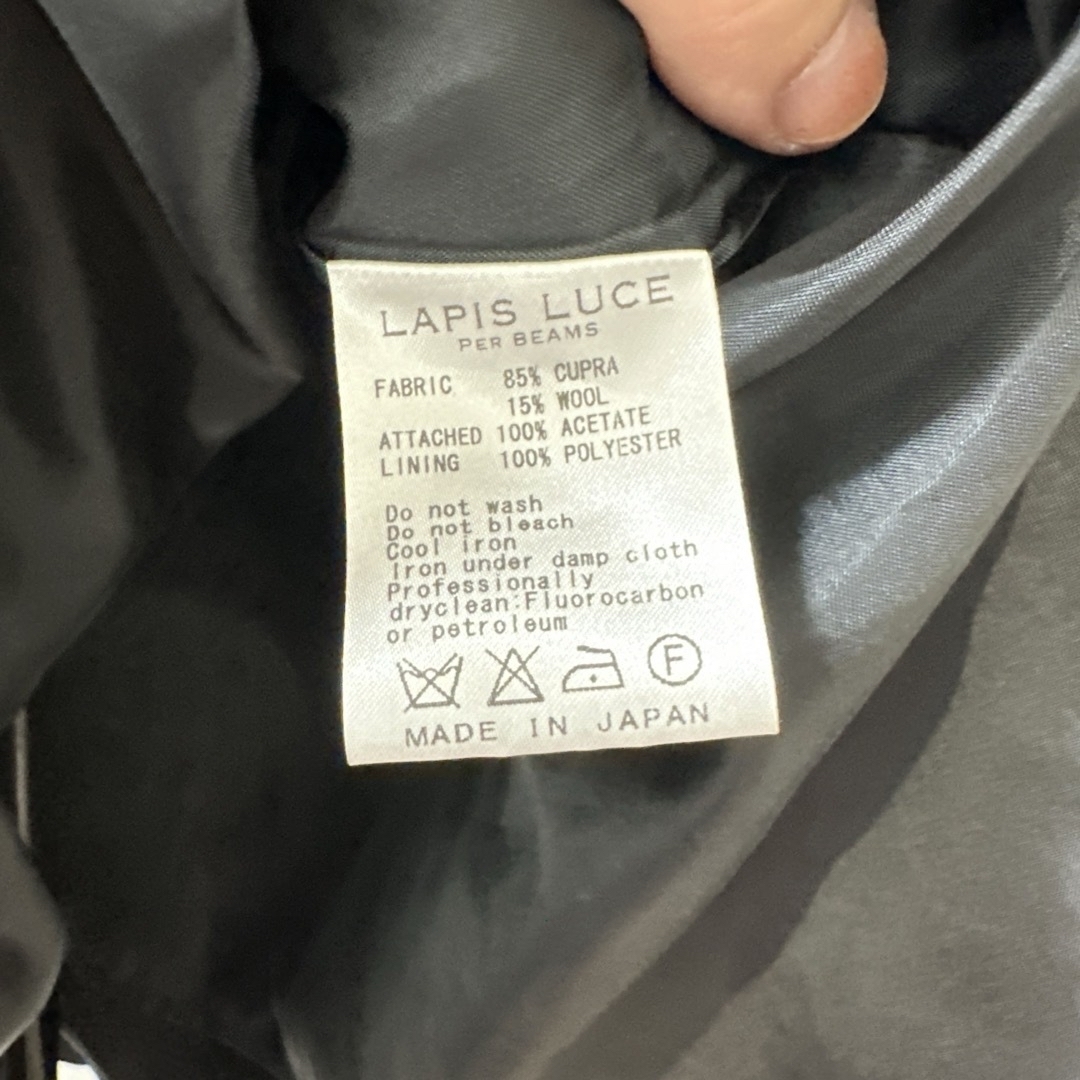 LAPIS LUCE
PER BEAMS
FABRIC 85% CUPRA
15% WOOL
ATTACHED 100% ACETATE
LINING 100% POLYESTER
Do not wash
Do not bleach
Cool iron
Iron under damp cloth
Professionally
dryclean:Fluorocarbon
or petroleum
F
MADE IN JAPAN